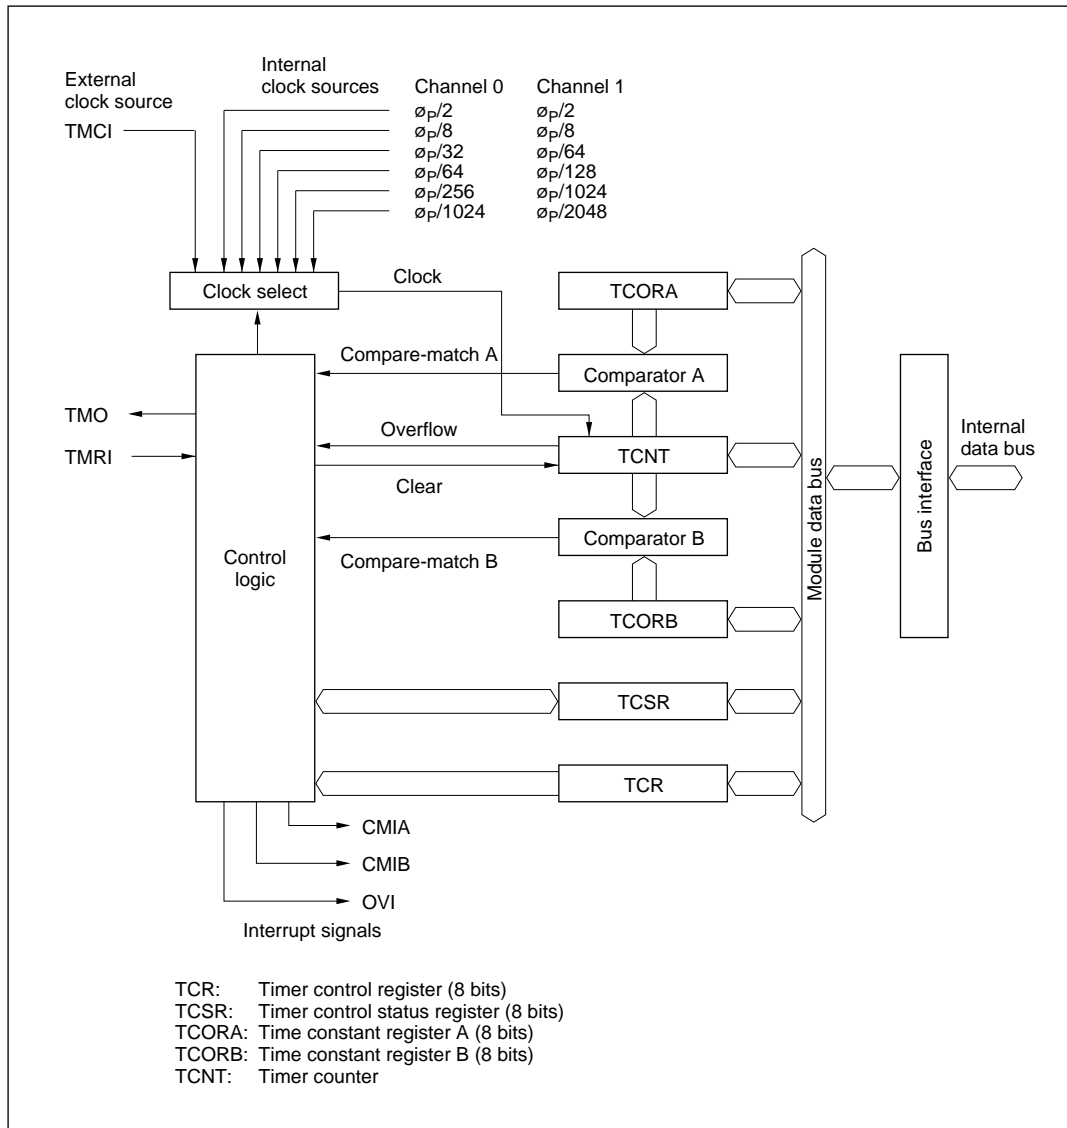 External
clock source
TMCI
Internal
clock sources
Channel 0 Channel 1
øP/2 øP/2
øP/8 øP/8
øP/32 øP/64
øP/64 øP/128
øP/256 øP/1024
øP/1024 øP/2048
Clock select
Clock
TCORA
Compare-match A
Comparator A
TMO
TMRI
Overflow
TCNT
Clear
Control
logic
Comparator B
Compare-match B
TCORB
TCSR
TCR
Module data bus
Bus interface
Internal
data bus
CMIA
CMIB
OVI
Interrupt signals
TCR: Timer control register (8 bits)
TCSR: Timer control status register (8 bits)
TCORA: Time constant register A (8 bits)
TCORB: Time constant register B (8 bits)
TCNT: Timer counter